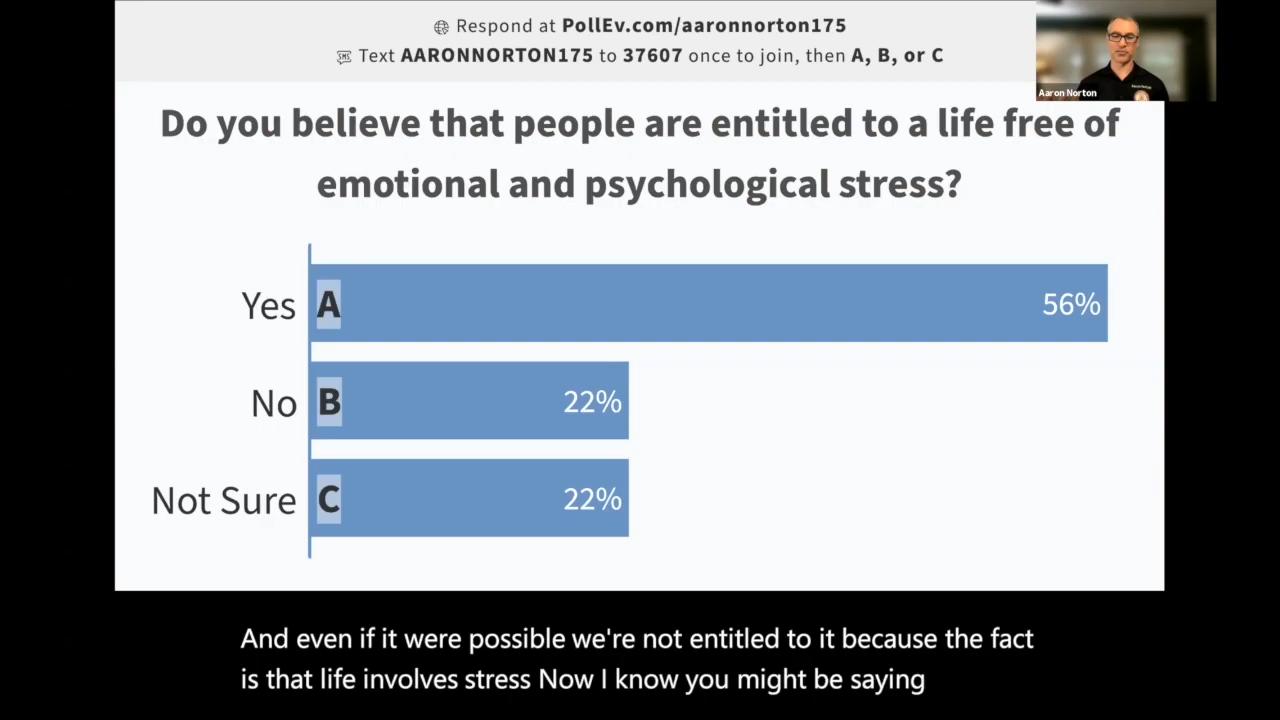 Respond at PollEv.com/aaronnorton175
Text AARONNORTON175 to 37607 once to join, then A, B, or C
Aaron Norton
Do you believe that people are entitled to a life free of
emotional and psychological stress?
Yes A 56%
No B 22%
Not Sure C 22%
And even if it were possible we're not entitled to it because the fact
is that life involves stress Now I know you might be saying